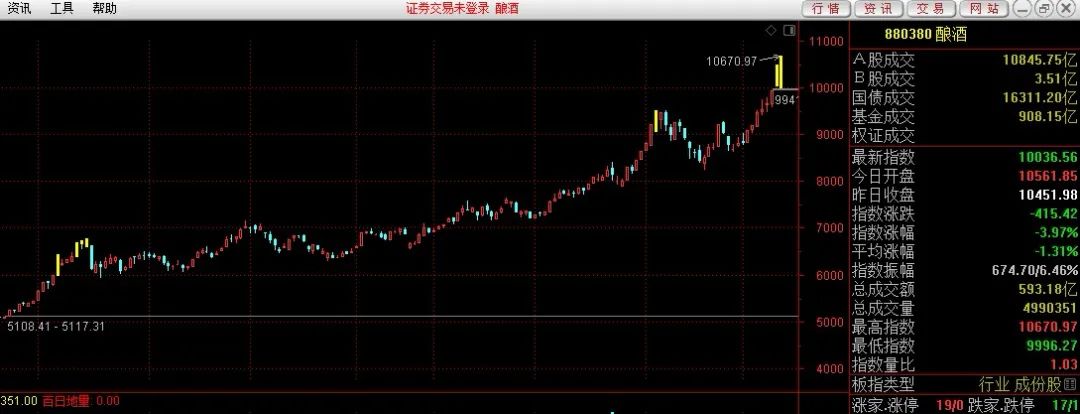 资讯 工具 帮助 证券交易未登录 酿酒 行情 资讯 交易 网站
880380 酿酒
11000
10670.97
10000
9941
9000
8000
7000
6000
5000
4000
5108.41 - 5117.31
351.00 百日地量: 0.00
A股成交 10845.75亿
B股成交 3.51亿
国债成交 16311.20亿
基金成交 908.15亿
权证成交
最新指数 10036.56
今日开盘 10561.85
昨日收盘 10451.98
指数涨跌 -415.42
指数涨幅 -3.97%
平均涨幅 -1.31%
指数振幅 674.70/6.46%
总成交额 593.18亿
总成交量 4990351
最高指数 10670.97
最低指数 9996.27
指数量比 1.03
板指类型 行业 成份股
涨家.涨停 19/0 跌家.跌停 17/1